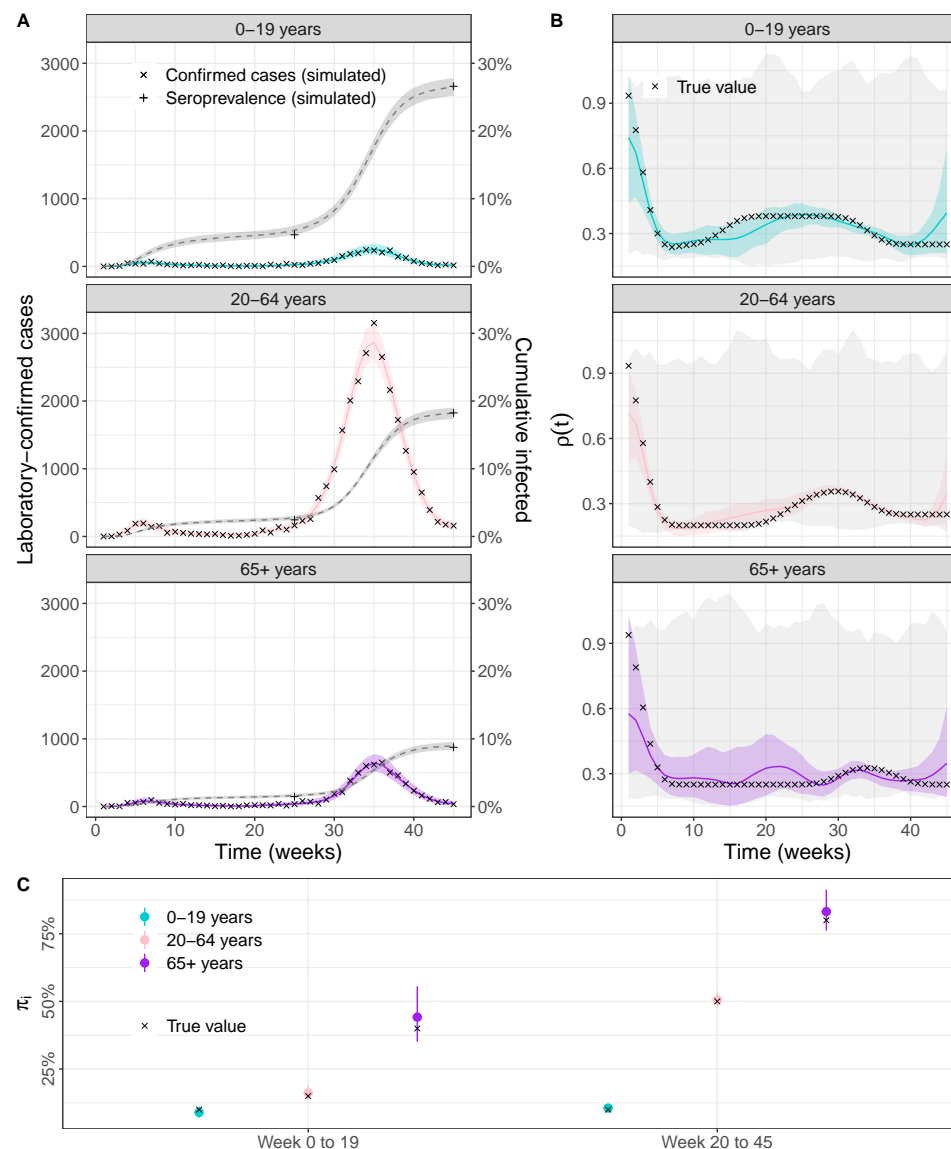 A
B
0−19 years
0−19 years
× Confirmed cases (simulated)
+ Seroprevalence (simulated)
× True value
3000
2000
1000
0
30%
20%
10%
0%
0.9
0.6
0.3
20−64 years
20−64 years
3000
2000
1000
0
30%
20%
10%
0%
0.9
0.6
0.3
Laboratory−confirmed cases
Cumulative infected
ρ(t)
65+ years
65+ years
3000
2000
1000
0
30%
20%
10%
0%
0.9
0.6
0.3
0 10 20 30 40
0 10 20 30 40
Time (weeks)
Time (weeks)
C
0−19 years
20−64 years
65+ years
× True value
75%
50%
25%
πi
Week 0 to 19
Week 20 to 45